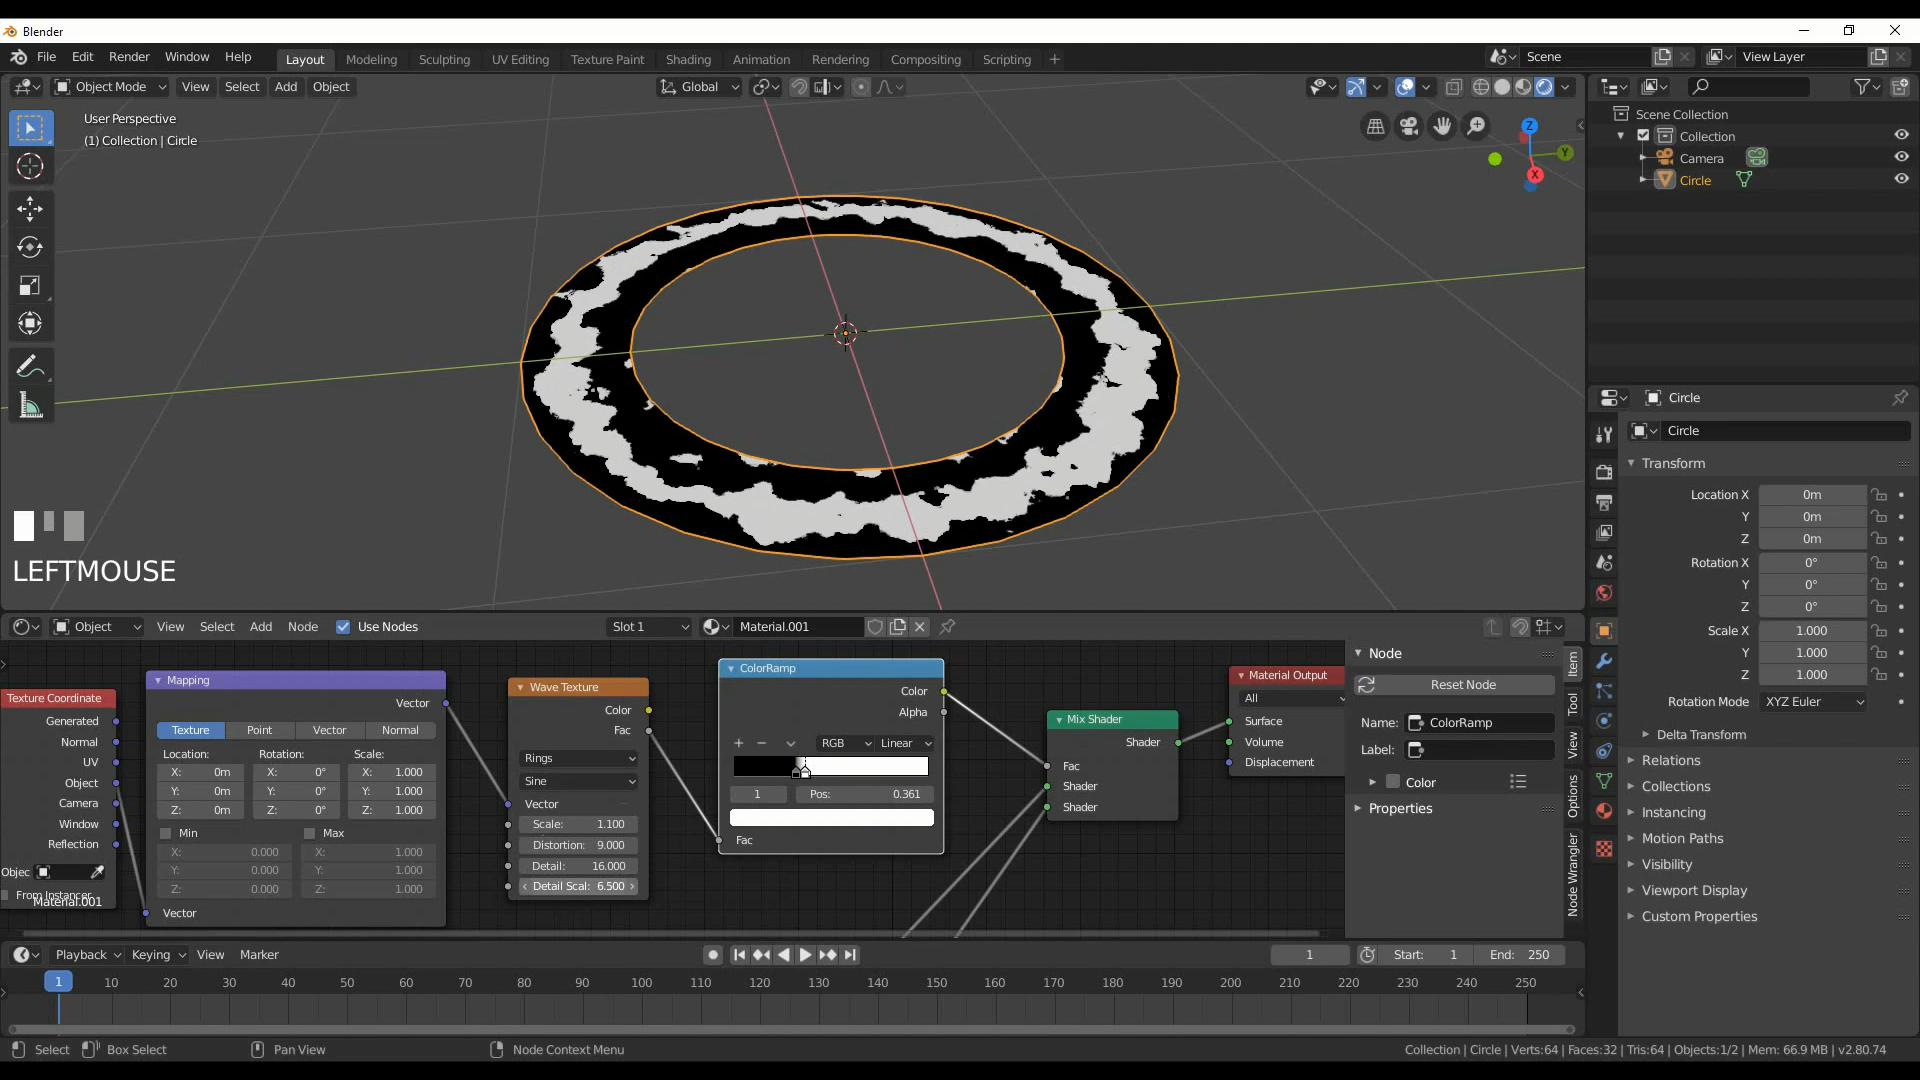 Blender
File Edit Render Window Help Layout Modeling Sculpting UV Editing Texture Paint Shading Animation Rendering Compositing Scripting + Scene View Layer
Object Mode View Select Add Object Global
User Perspective
(1) Collection | Circle
Z
Y
X
LEFTMOUSE
Scene Collection
Collection
Camera
Circle
Circle
Circle
Transform
Location X 0m
Y 0m
Z 0m
Rotation X 0°
Y 0°
Z 0°
Scale X 1.000
Y 1.000
Z 1.000
Rotation Mode XYZ Euler
Delta Transform
Relations
Collections
Instancing
Motion Paths
Visibility
Viewport Display
Custom Properties
Object View Select Add Node Use Nodes Slot 1 Material.001
Texture Coordinate
Generated
Normal
UV
Object
Camera
Window
Reflection
Objec
From Instancer
Material.001
Mapping
Vector
Texture Point Vector Normal
Location: Rotation: Scale:
X: 0m X: 0° X: 1.000
Y: 0m Y: 0° Y: 1.000
Z: 0m Z: 0° Z: 1.000
Min Max
X: 0.000 X: 1.000
Y: 0.000 Y: 1.000
Z: 0.000 Z: 1.000
Vector
Wave Texture
Color
Fac
Rings
Sine
Vector
Scale: 1.100
Distortion: 9.000
Detail: 16.000
Detail Scal: 6.500
ColorRamp
Color
Alpha
RGB Linear
1 Pos: 0.361
Fac
Mix Shader
Shader
Fac
Shader
Shader
Material Output
All
Surface
Volume
Displacement
Node
Reset Node
Name: ColorRamp
Label:
Color
Properties
Item
Tool
View
Options
Node Wrangler
Playback Keying View Marker 1 Start: 1 End: 250
1 10 20 30 40 50 60 70 80 90 100 110 120 130 140 150 160 170 180 190 200 210 220 230 240 250
Select Box Select Pan View Node Context Menu Collection | Circle | Verts:64 | Faces:32 | Tris:64 | Objects:1/2 | Mem: 66.9 MB | v2.80.74